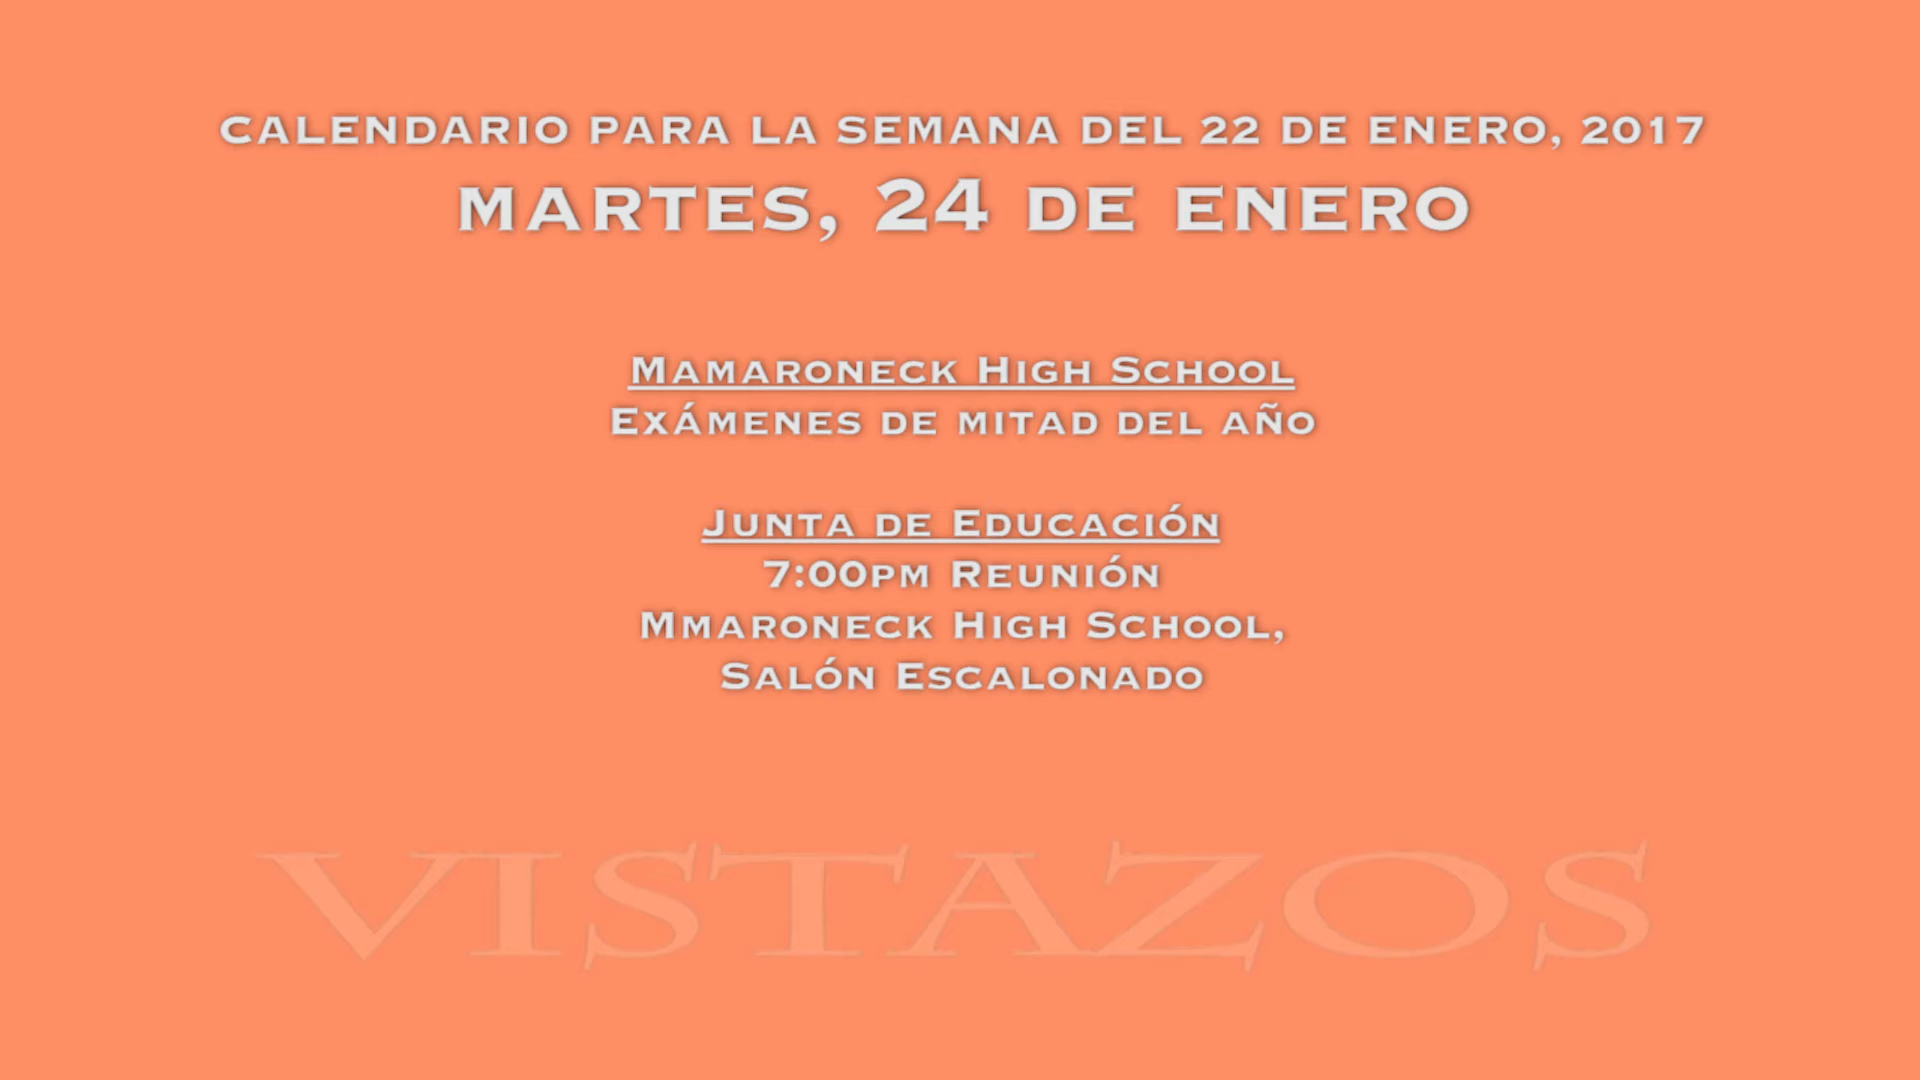 CALENDARIO PARA LA SEMANA DEL 22 DE ENERO, 2017
MARTES, 24 DE ENERO
Mamaroneck High School
Exámenes de mitad del año
Junta de Educación
7:00pm Reunión
Mmaroneck High School,
Salón Escalonado
VISTAZOS